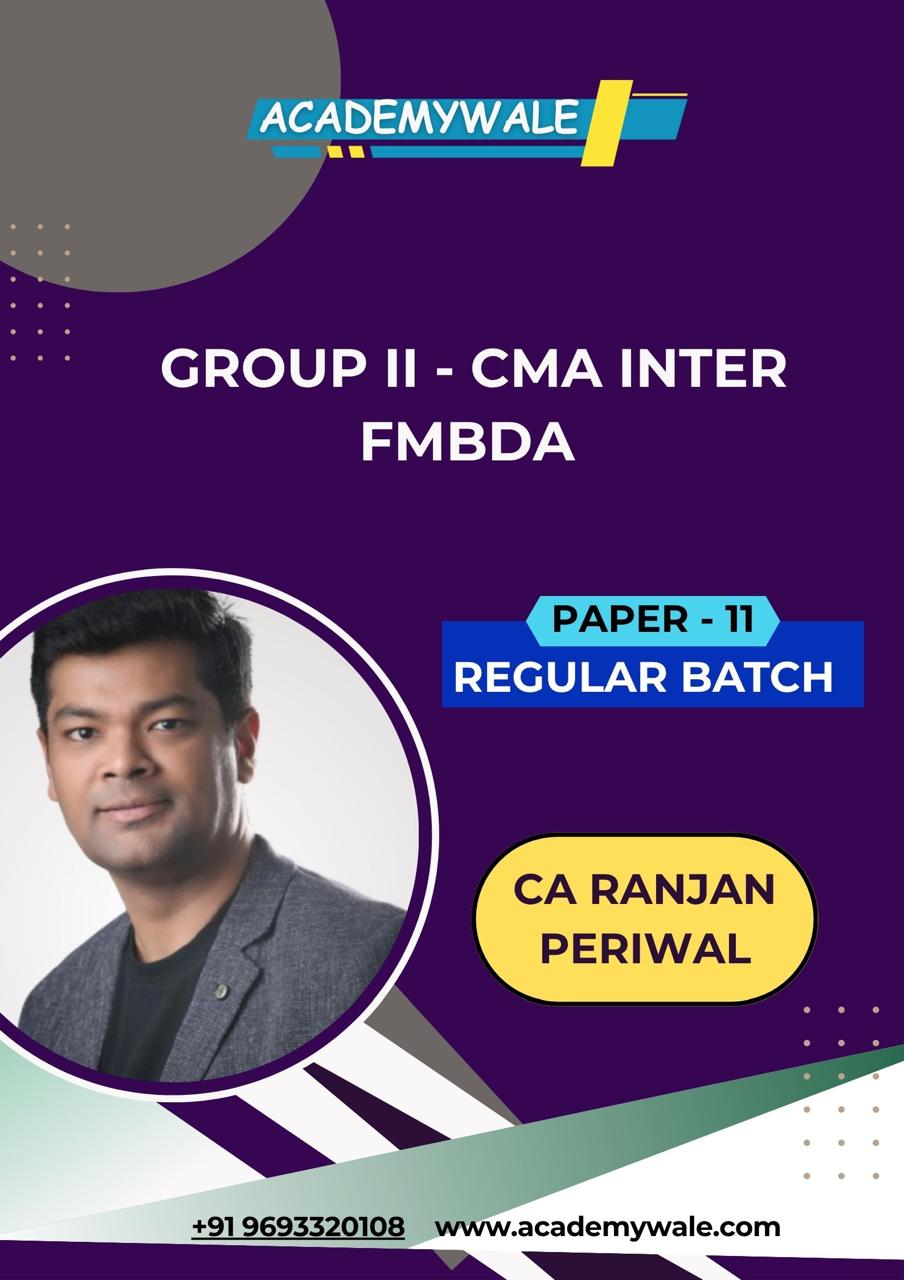 ACADEMYWALE
GROUP II - CMA INTER
FMBDA
PAPER - 11
REGULAR BATCH
CA RANJAN
PERIWAL
+91 9693320108 www.academywale.com